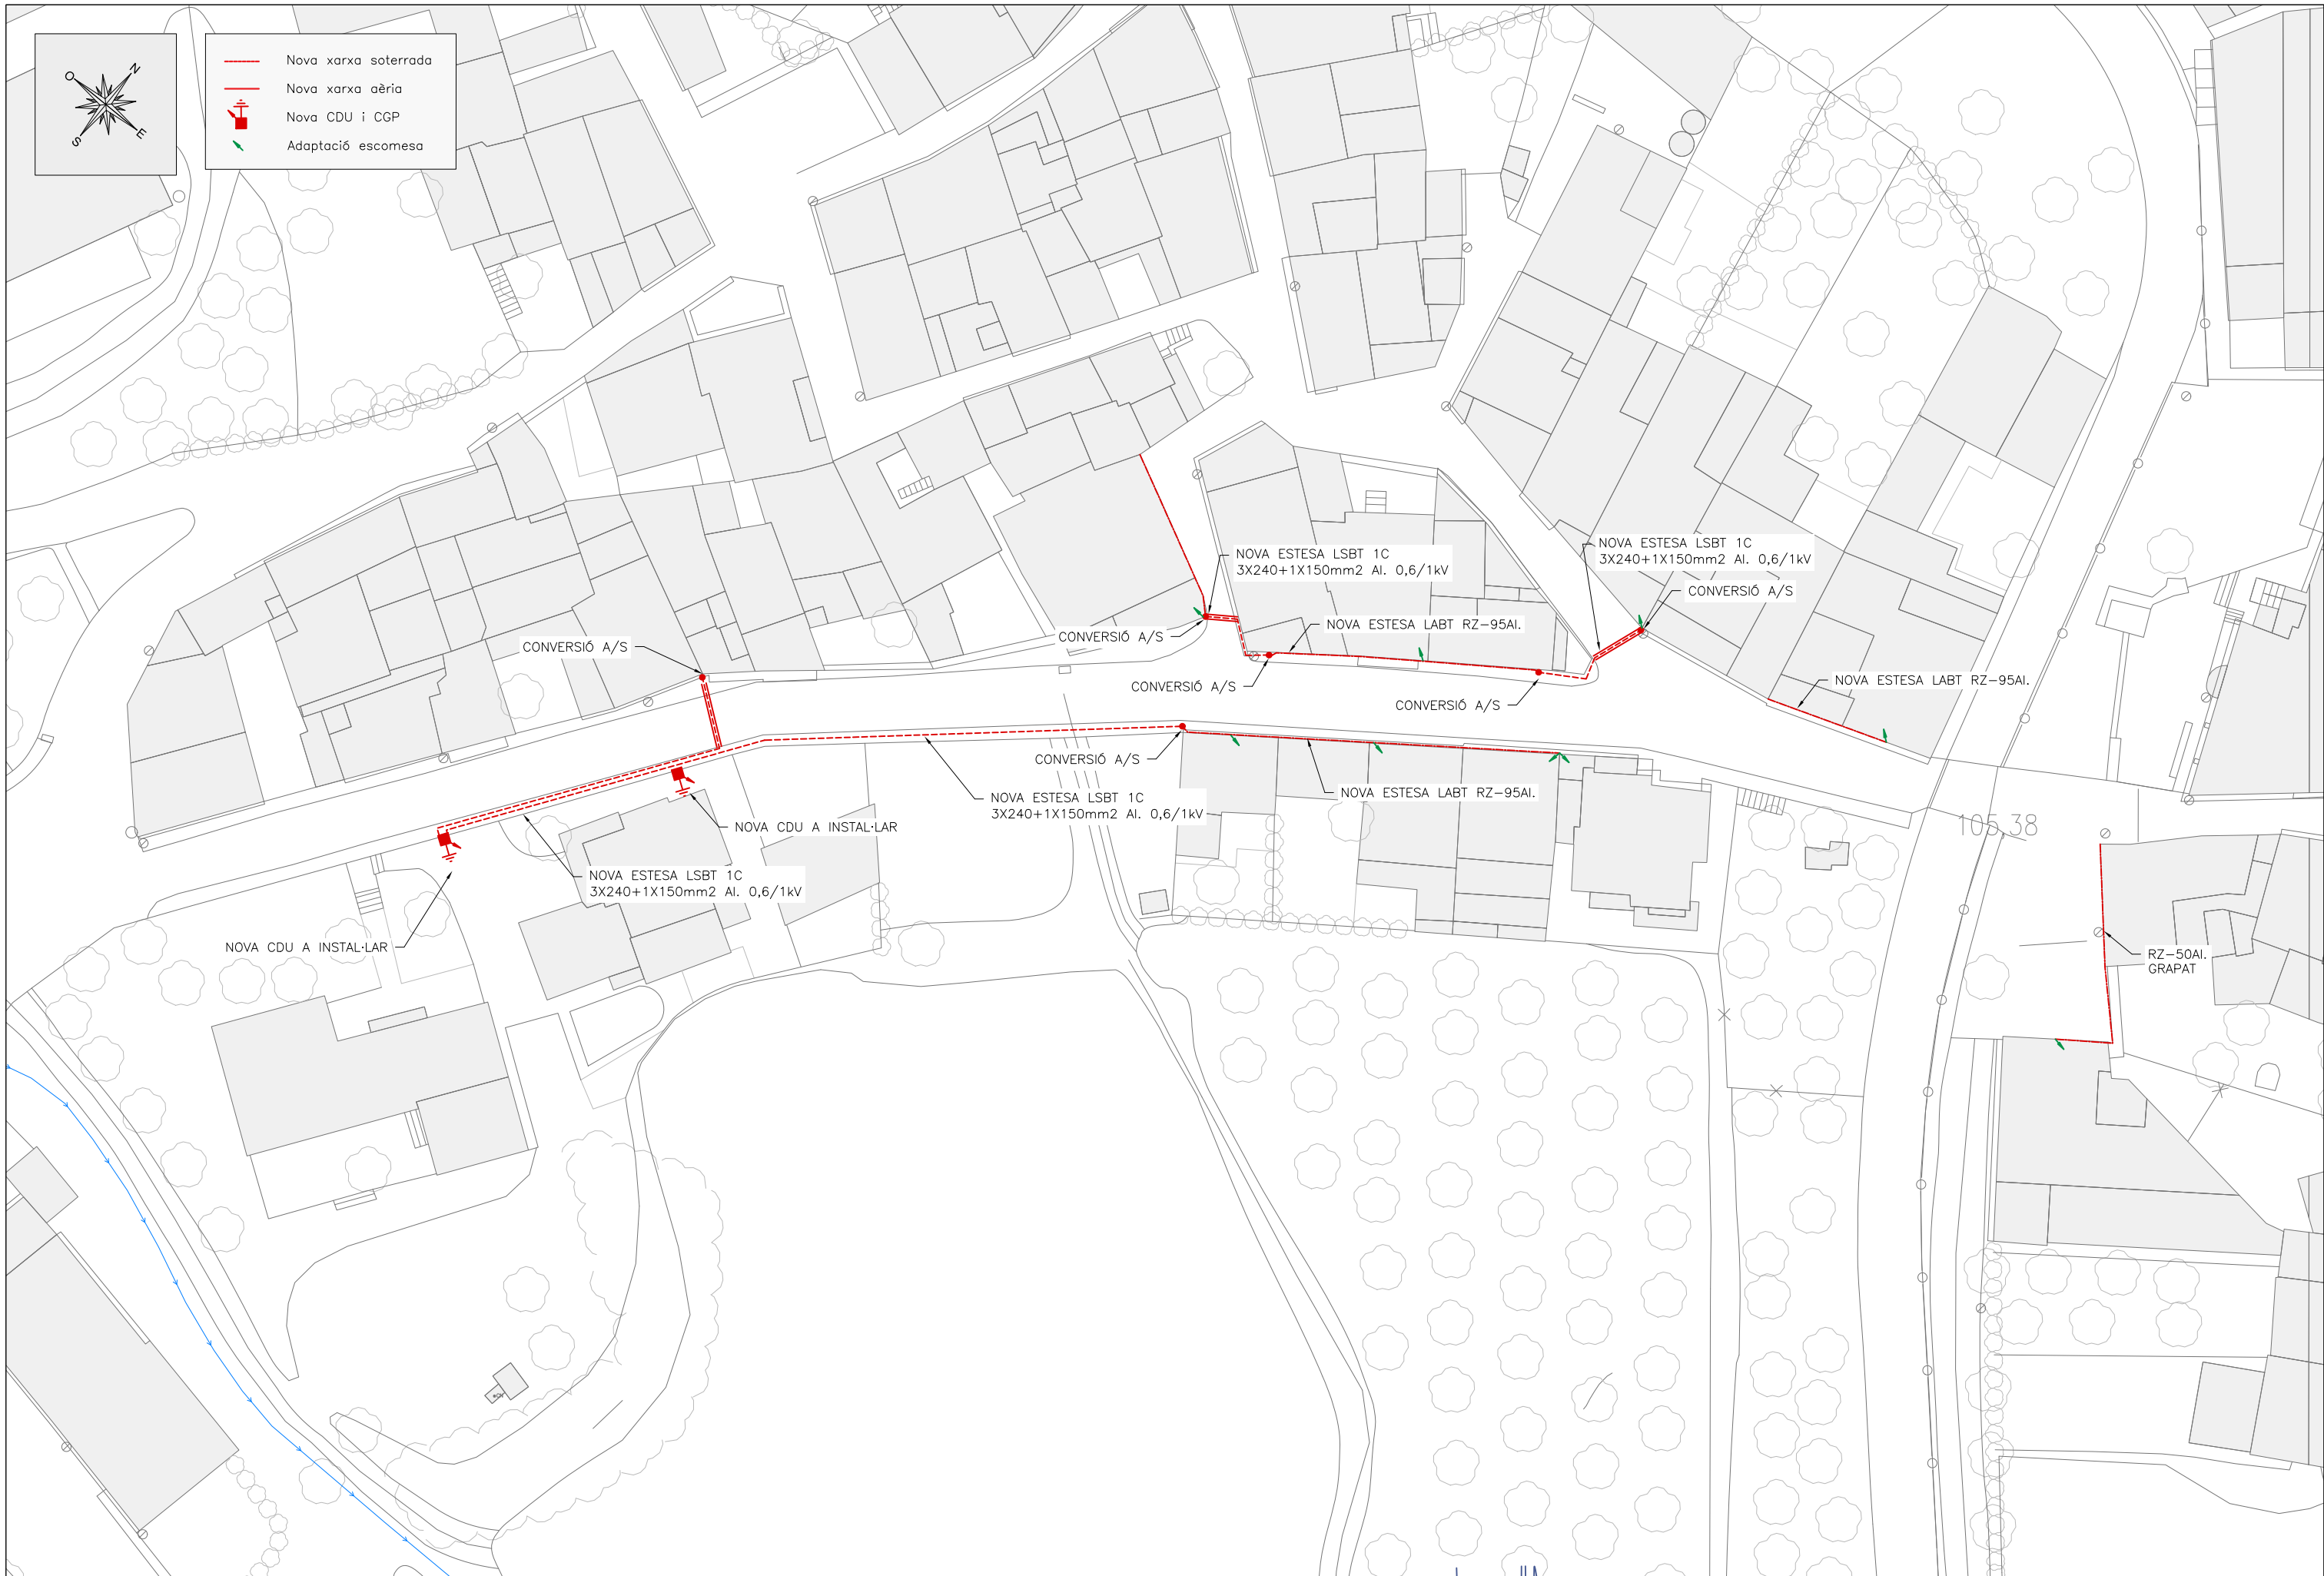 O
N
S
E
Nova xarxa soterrada
Nova xarxa aèria
Nova CDU i CGP
Adaptació escomesa
NOVA ESTESA LSBT 1C
3X240+1X150mm2 Al. 0,6/1kV
NOVA ESTESA LSBT 1C
3X240+1X150mm2 Al. 0,6/1kV
CONVERSIÓ A/S
NOVA ESTESA LABT RZ-95Al.
CONVERSIÓ A/S
CONVERSIÓ A/S
NOVA ESTESA LABT RZ-95Al.
CONVERSIÓ A/S
CONVERSIÓ A/S
CONVERSIÓ A/S
NOVA ESTESA LABT RZ-95Al.
NOVA ESTESA LSBT 1C
3X240+1X150mm2 Al. 0,6/1kV
NOVA CDU A INSTAL·LAR
105,38
NOVA ESTESA LSBT 1C
3X240+1X150mm2 Al. 0,6/1kV
NOVA CDU A INSTAL·LAR
RZ-50Al.
GRAPAT